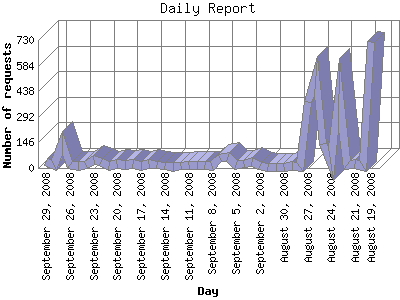 Daily Report
Number of requests
730
584
438
292
146
0
September 29, 2008
September 26, 2008
September 23, 2008
September 20, 2008
September 17, 2008
September 14, 2008
September 11, 2008
September 8, 2008
September 5, 2008
September 2, 2008
August 30, 2008
August 27, 2008
August 24, 2008
August 21, 2008
August 19, 2008
Day